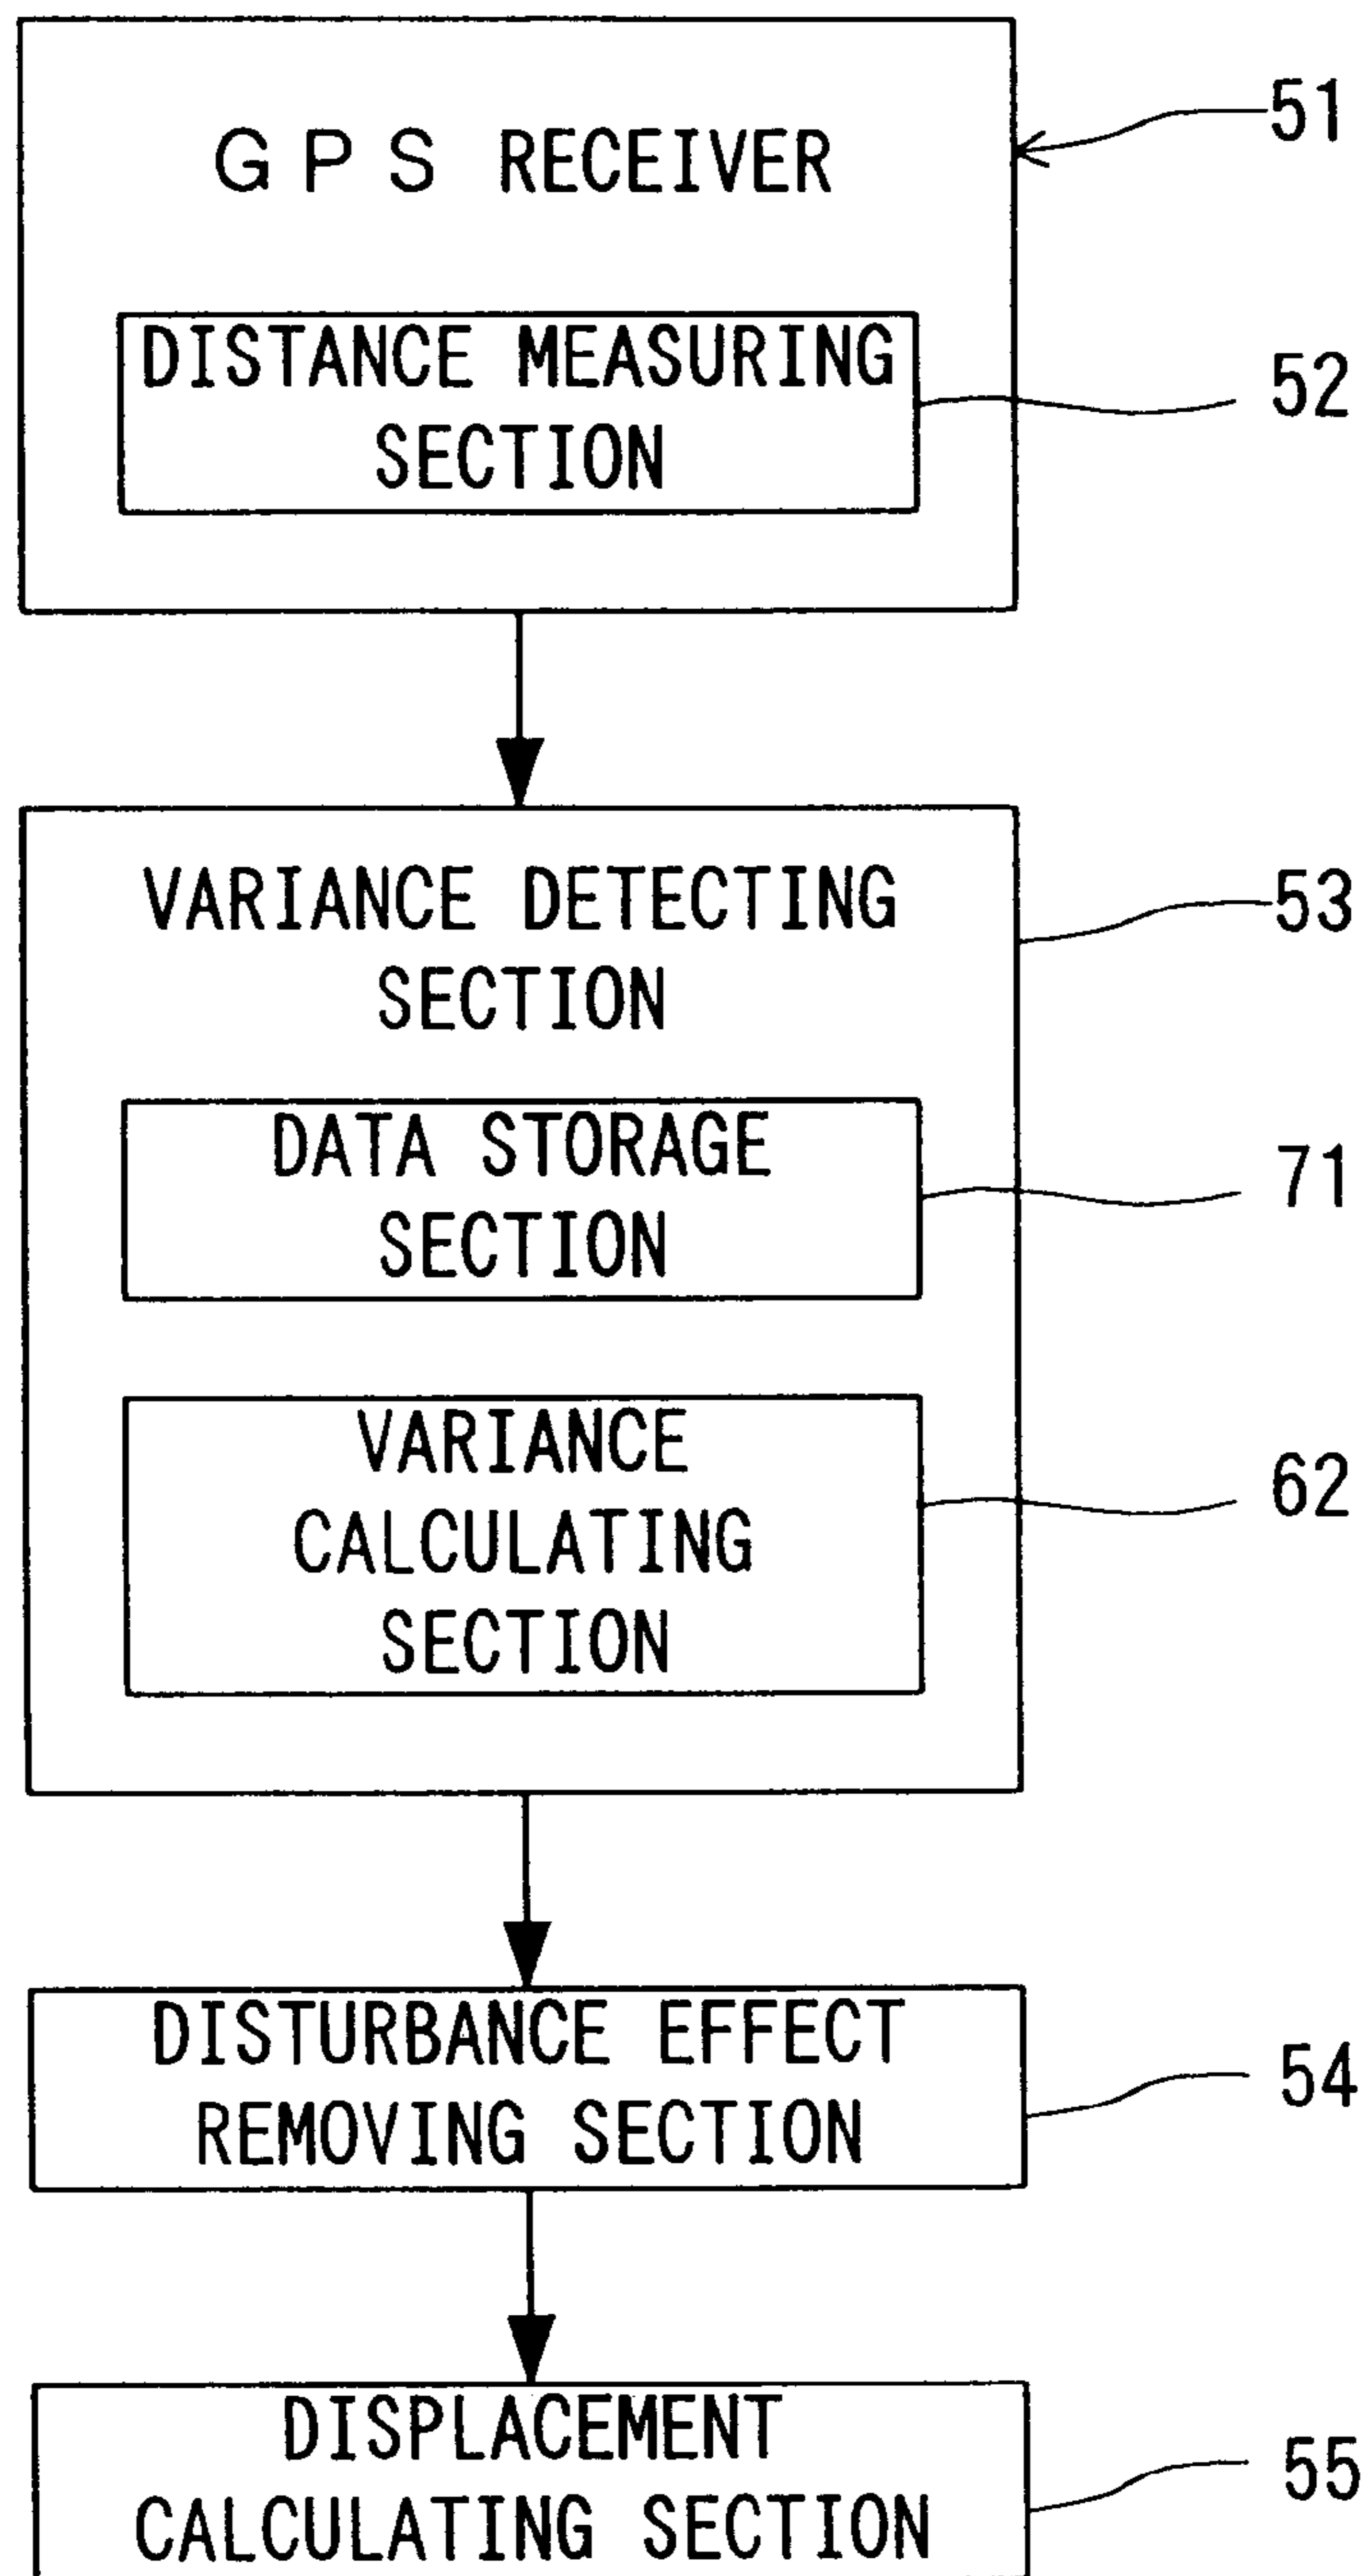 GPS RECEIVER
51
DISTANCE MEASURING
SECTION
52
VARIANCE DETECTING
SECTION
53
DATA STORAGE
SECTION
71
VARIANCE
CALCULATING
SECTION
62
DISTURBANCE EFFECT
REMOVING SECTION
54
DISPLACEMENT
CALCULATING SECTION
55